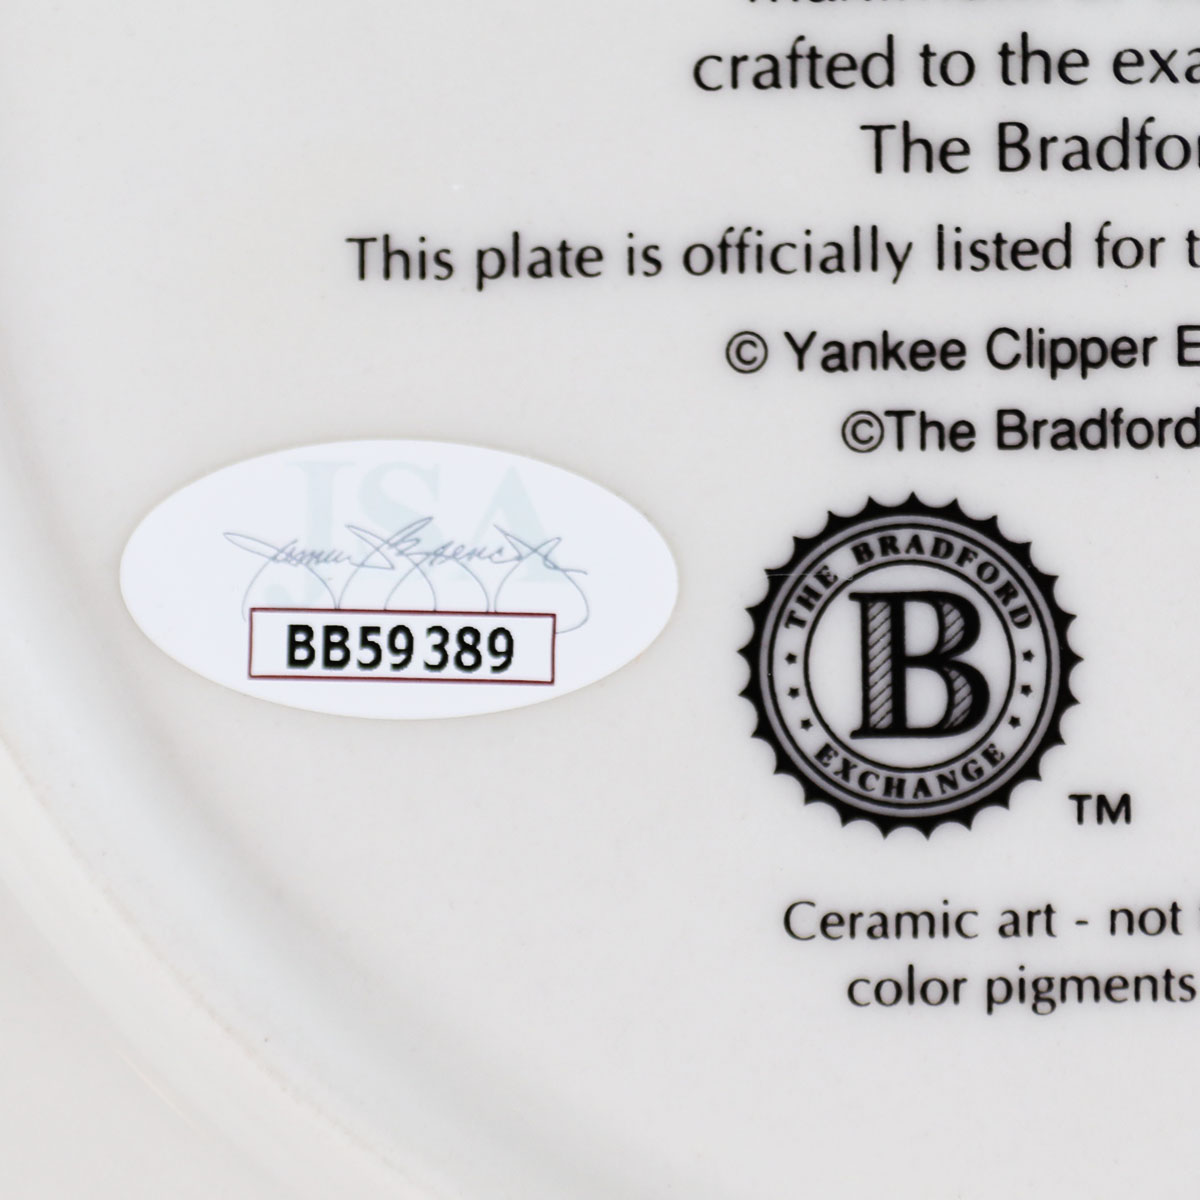 crafted to the exa
The Bradfo
This plate is officially listed for t
© Yankee Clipper E
©The Bradford
JSA
BB59389
THE BRADFORD
B
EXCHANGE
TM
Ceramic art - not
color pigments